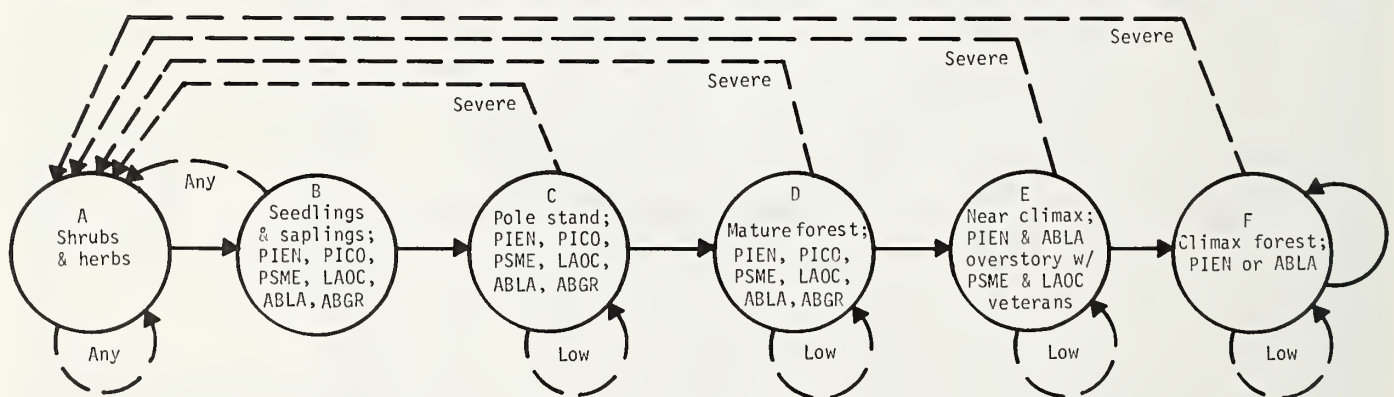 Severe
Severe
Severe
Severe
Any
A
Shrubs
& herbs
Any
B
Seedlings
& saplings;
PIEN, PICO,
PSME, LAOC,
ABLA, ABGR
C
Pole stand;
PIEN, PICO,
PSME, LAOC,
ABLA, ABGR
Low
D
Mature forest;
PIEN, PICO,
PSME, LAOC,
ABLA, ABGR
Low
E
Near climax;
PIEN & ABLA
overstory w/
PSME & LAOC
veterans
Low
F
Climax forest;
PIEN or ABLA
Low